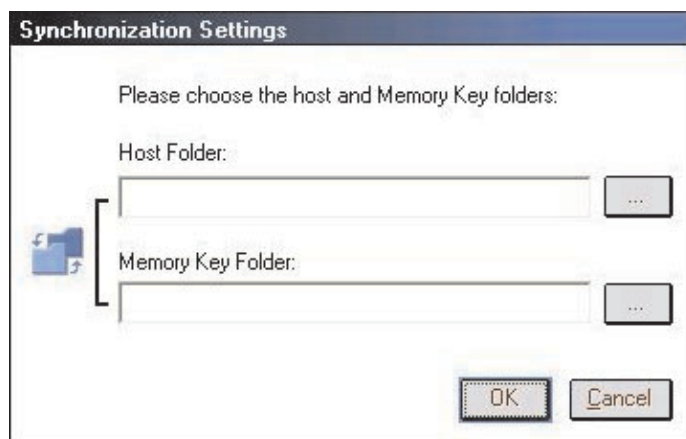 Synchronization Settings
Please choose the host and Memory Key folders:
Host Folder:
...
Memory Key Folder:
...
OK
Cancel